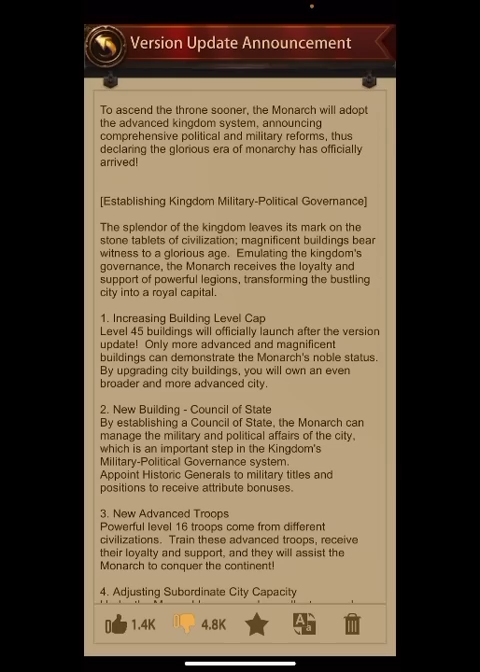 Version Update Announcement
To ascend the throne sooner, the Monarch will adopt
the advanced kingdom system, announcing
comprehensive political and military reforms, thus
declaring the glorious era of monarchy has officially
arrived!
[Establishing Kingdom Military-Political Governance]
The splendor of the kingdom leaves its mark on the
stone tablets of civilization; magnificent buildings bear
witness to a glorious age.  Emulating the kingdom's
governance, the Monarch receives the loyalty and
support of powerful legions, transforming the bustling
city into a royal capital.
1. Increasing Building Level Cap
Level 45 buildings will officially launch after the version
update!  Only more advanced and magnificent
buildings can demonstrate the Monarch's noble status.
By upgrading city buildings, you will own an even
broader and more advanced city.
2. New Building - Council of State
By establishing a Council of State, the Monarch can
manage the military and political affairs of the city,
which is an important step in the Kingdom's
Military-Political Governance system.
Appoint Historic Generals to military titles and
positions to receive attribute bonuses.
3. New Advanced Troops
Powerful level 16 troops come from different
civilizations.  Train these advanced troops, receive
their loyalty and support, and they will assist the
Monarch to conquer the continent!
4. Adjusting Subordinate City Capacity
1.4K 4.8K A a